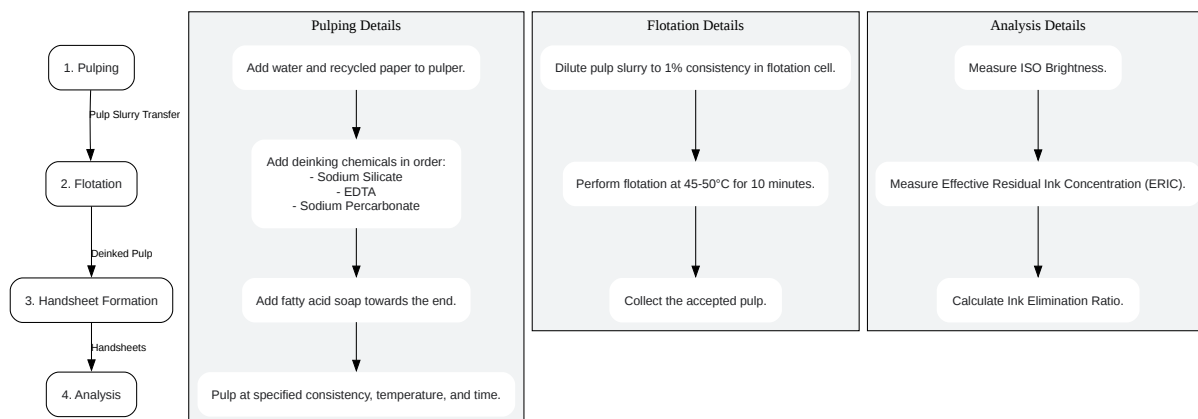 1. Pulping
Pulp Slurry Transfer
2. Flotation
Deinked Pulp
3. Handsheet Formation
Handsheets
4. Analysis
Pulping Details
Add water and recycled paper to pulper.
Add deinking chemicals in order:
- Sodium Silicate
- EDTA
- Sodium Percarbonate
Add fatty acid soap towards the end.
Pulp at specified consistency, temperature, and time.
Flotation Details
Dilute pulp slurry to 1% consistency in flotation cell.
Perform flotation at 45-50°C for 10 minutes.
Collect the accepted pulp.
Analysis Details
Measure ISO Brightness.
Measure Effective Residual Ink Concentration (ERIC).
Calculate Ink Elimination Ratio.